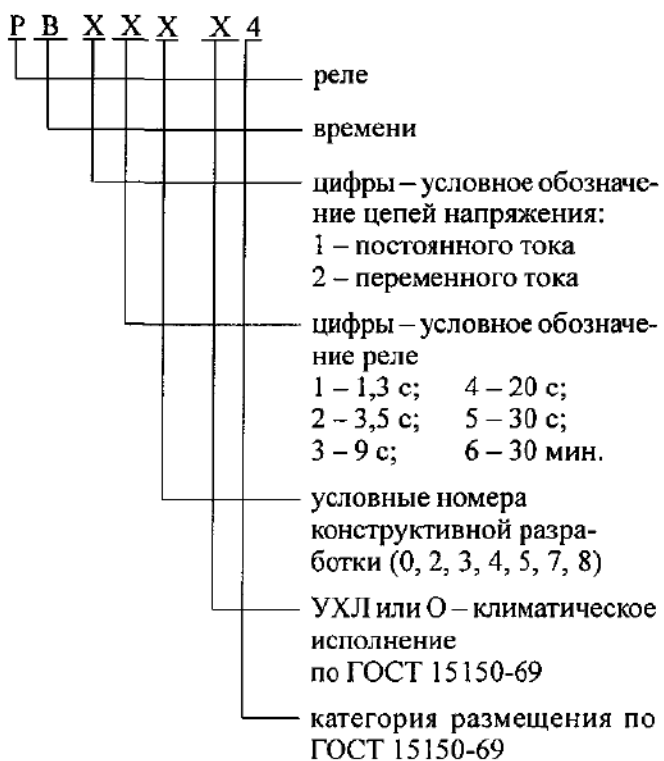 Р В Х Х Х Х 4
реле
времени
цифры – условное обозначе-
ние цепей напряжения:
1 – постоянного тока
2 – переменного тока
цифры – условное обозначе-
ние реле
1 – 1,3 с; 4 – 20 с;
2 – 3,5 с; 5 – 30 с;
3 – 9 с; 6 – 30 мин.
условные номера
конструктивной разра-
ботки (0, 2, 3, 4, 5, 7, 8)
УХЛ или О – климатическое
исполнение
по ГОСТ 15150-69
категория размещения по
ГОСТ 15150-69